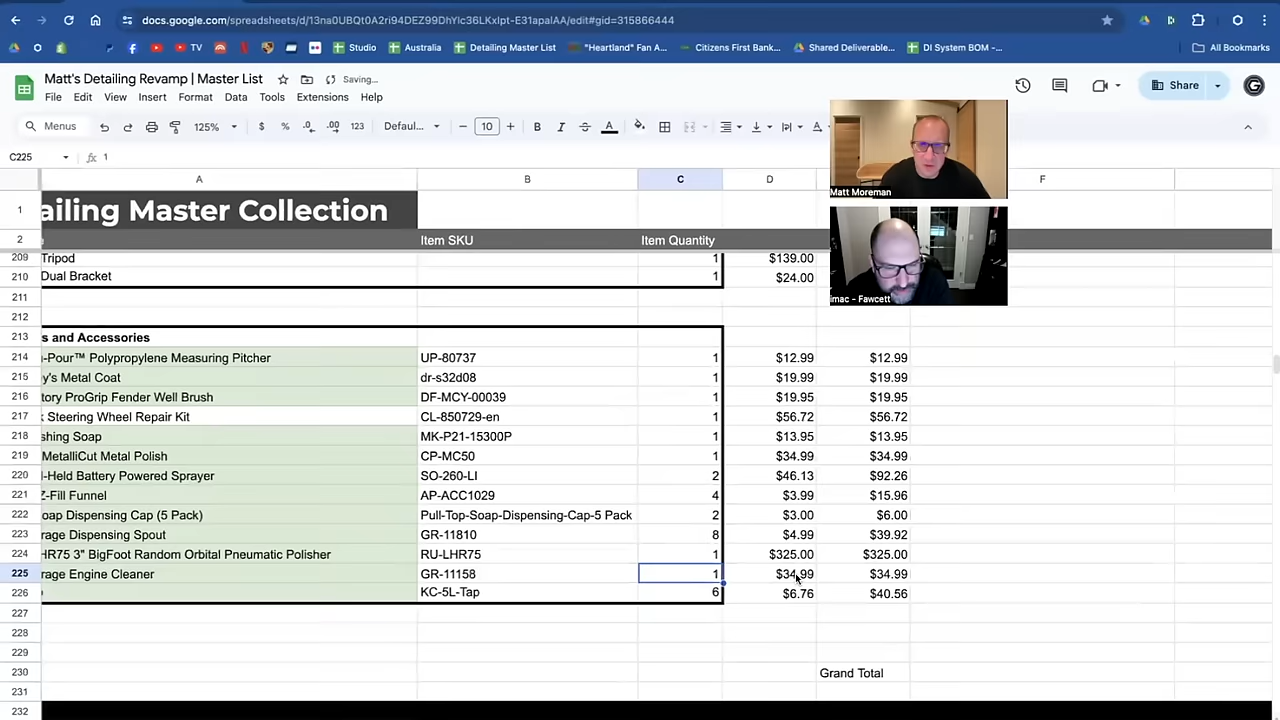 docs.google.com/spreadsheets/d/13na0UBQt0A2ri94DEZ99DhYlc36LKxlpt-E31apalAA/edit#gid=315866444
TV Studio Australia Detailing Master List "Heartland" Fan A... Citizens First Bank... Shared Deliverable... DI System BOM –... All Bookmarks
Matt's Detailing Revamp | Master List Saving...
File Edit View Insert Format Data Tools Extensions Help
Share
Menus 125% $ % .0 .00 123 Defaul... 10 B I A A
C225 fx 1
A B C D F
1 ailing Master Collection
2 Item SKU Item Quantity
209 Tripod 1 $139.00
210 Dual Bracket 1 $24.00
211
212
213 s and Accessories
214 -Pour™ Polypropylene Measuring Pitcher UP-80737 1 $12.99 $12.99
215 y's Metal Coat dr-s32d08 1 $19.99 $19.99
216 tory ProGrip Fender Well Brush DF-MCY-00039 1 $19.95 $19.95
217 Steering Wheel Repair Kit CL-850729-en 1 $56.72 $56.72
218 shing Soap MK-P21-15300P 1 $13.95 $13.95
219 MetalliCut Metal Polish CP-MC50 1 $34.99 $34.99
220 -Held Battery Powered Sprayer SO-260-LI 2 $46.13 $92.26
221 Z-Fill Funnel AP-ACC1029 4 $3.99 $15.96
222 oap Dispensing Cap (5 Pack) Pull-Top-Soap-Dispensing-Cap-5 Pack 2 $3.00 $6.00
223 rage Dispensing Spout GR-11810 8 $4.99 $39.92
224 HR75 3" BigFoot Random Orbital Pneumatic Polisher RU-LHR75 1 $325.00 $325.00
225 rage Engine Cleaner GR-11158 1 $34.99 $34.99
226 KC-5L-Tap 6 $6.76 $40.56
227
228
229
230 Grand Total
231
232
Matt Moreman
imac - Fawcett